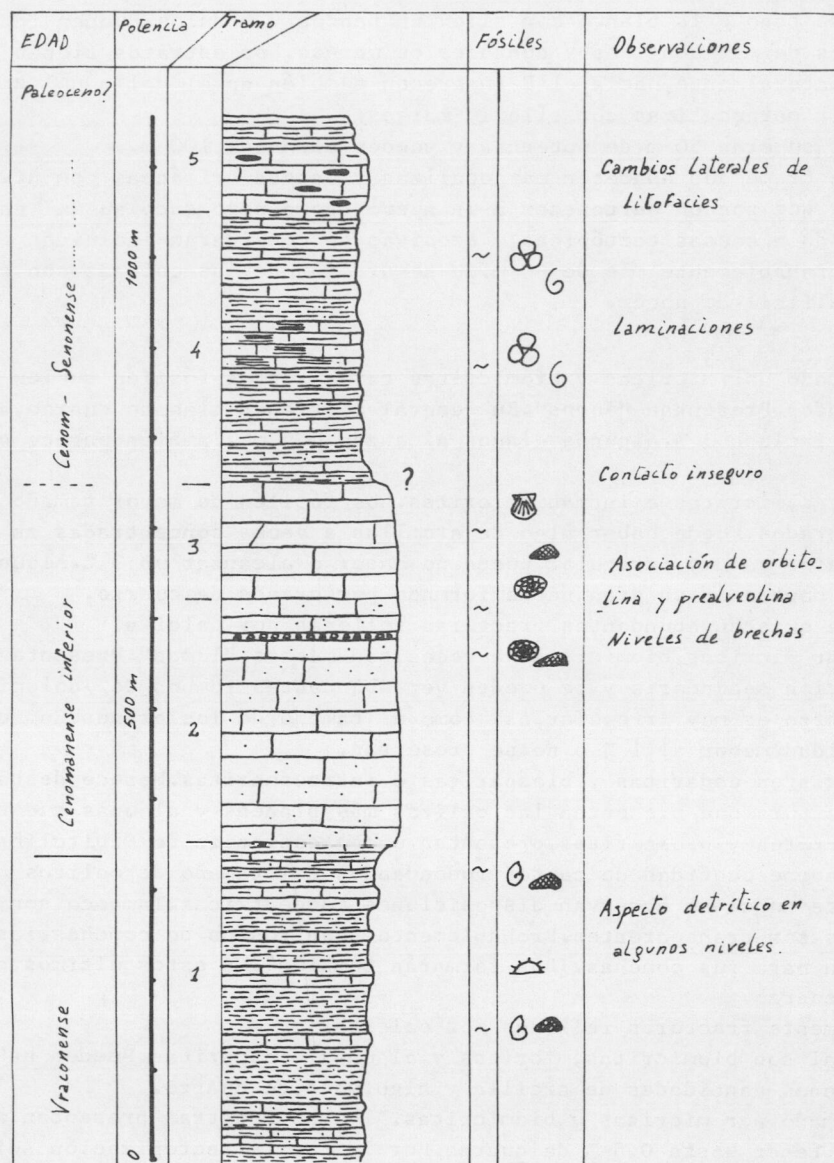 EDAD
Potencia
Tramo
Fósiles
Observaciones
Paleoceno?
5
Cambios laterales de
Litofacies
1000 m
Cenom - Senonense
~
4
laminaciones
~
?
Contacto inseguro
3
~
Asociación de orbito_
lina y prealveolina
~
Niveles de brechas
~
Cenomanense inferior
500 m
2
~
Aspecto detrítico en
algunos niveles.
1
~
Vraconense
0